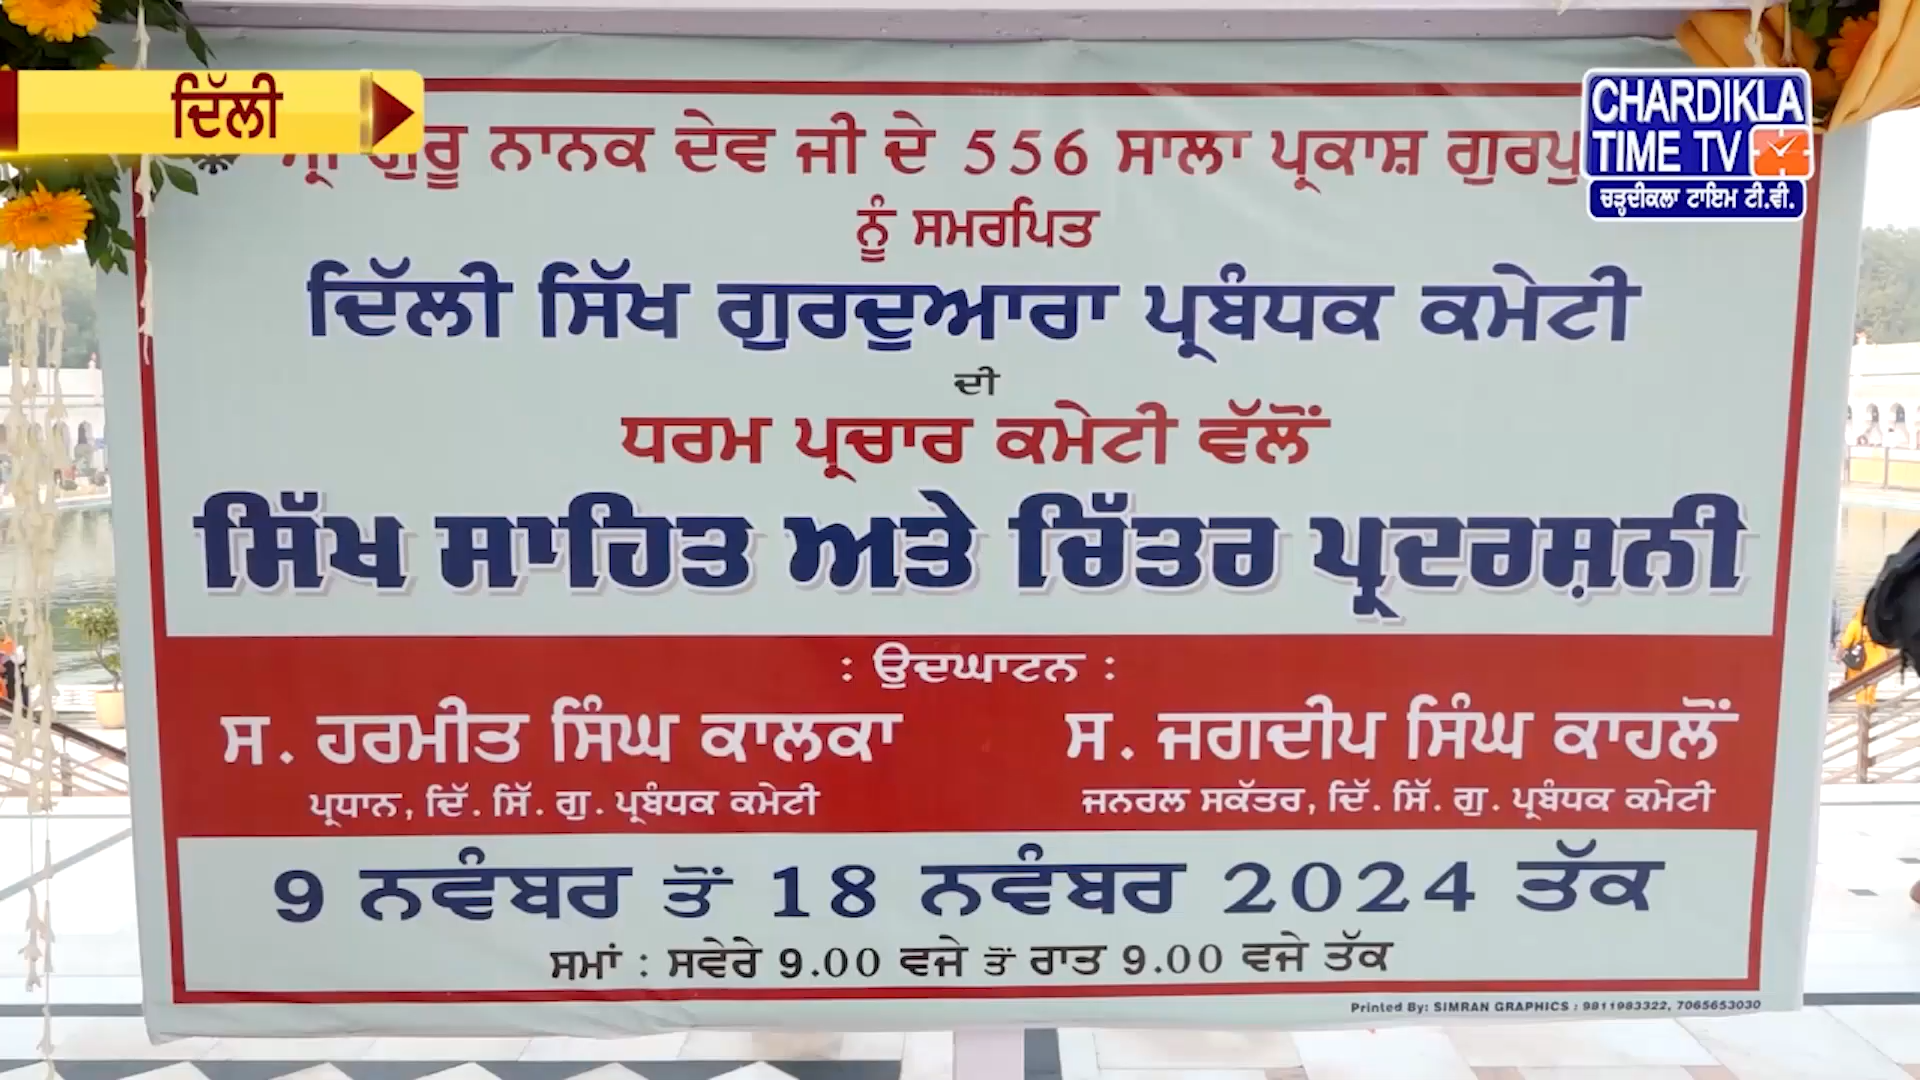 ਦਿੱਲੀ
CHARDIKLA
TIME TV
ਚੜ੍ਹਦੀਕਲਾ ਟਾਇਮ ਟੀ.ਵੀ.
ਗੁਰੂ ਨਾਨਕ ਦੇਵ ਜੀ ਦੇ 556 ਸਾਲਾ ਪ੍ਰਕਾਸ਼
ਨੂੰ ਸਮਰਪਿਤ
ਦਿੱਲੀ ਸਿੱਖ ਗੁਰਦੁਆਰਾ ਪ੍ਰਬੰਧਕ ਕਮੇਟੀ
ਦੀ
ਧਰਮ ਪ੍ਰਚਾਰ ਕਮੇਟੀ ਵੱਲੋਂ
ਸਿੱਖ ਸਾਹਿਤ ਅਤੇ ਚਿੱਤਰ ਪ੍ਰਦਰਸ਼ਨੀ
: ਉਦਘਾਟਨ :
ਸ. ਹਰਮੀਤ ਸਿੰਘ ਕਾਲਕਾ
ਪ੍ਰਧਾਨ, ਦਿੱ. ਸਿੱ. ਗੁ. ਪ੍ਰਬੰਧਕ ਕਮੇਟੀ
ਸ. ਜਗਦੀਪ ਸਿੰਘ ਕਾਹਲੋਂ
ਜਨਰਲ ਸਕੱਤਰ, ਦਿੱ. ਸਿੱ. ਗੁ. ਪ੍ਰਬੰਧਕ ਕਮੇਟੀ
9 ਨਵੰਬਰ ਤੋਂ 18 ਨਵੰਬਰ 2024 ਤੱਕ
ਸਮਾਂ : ਸਵੇਰੇ 9.00 ਵਜੇ ਤੋਂ ਰਾਤ 9.00 ਵਜੇ ਤੱਕ
Printed By: SIMRAN GRAPHICS : 9811983322, 7065653030